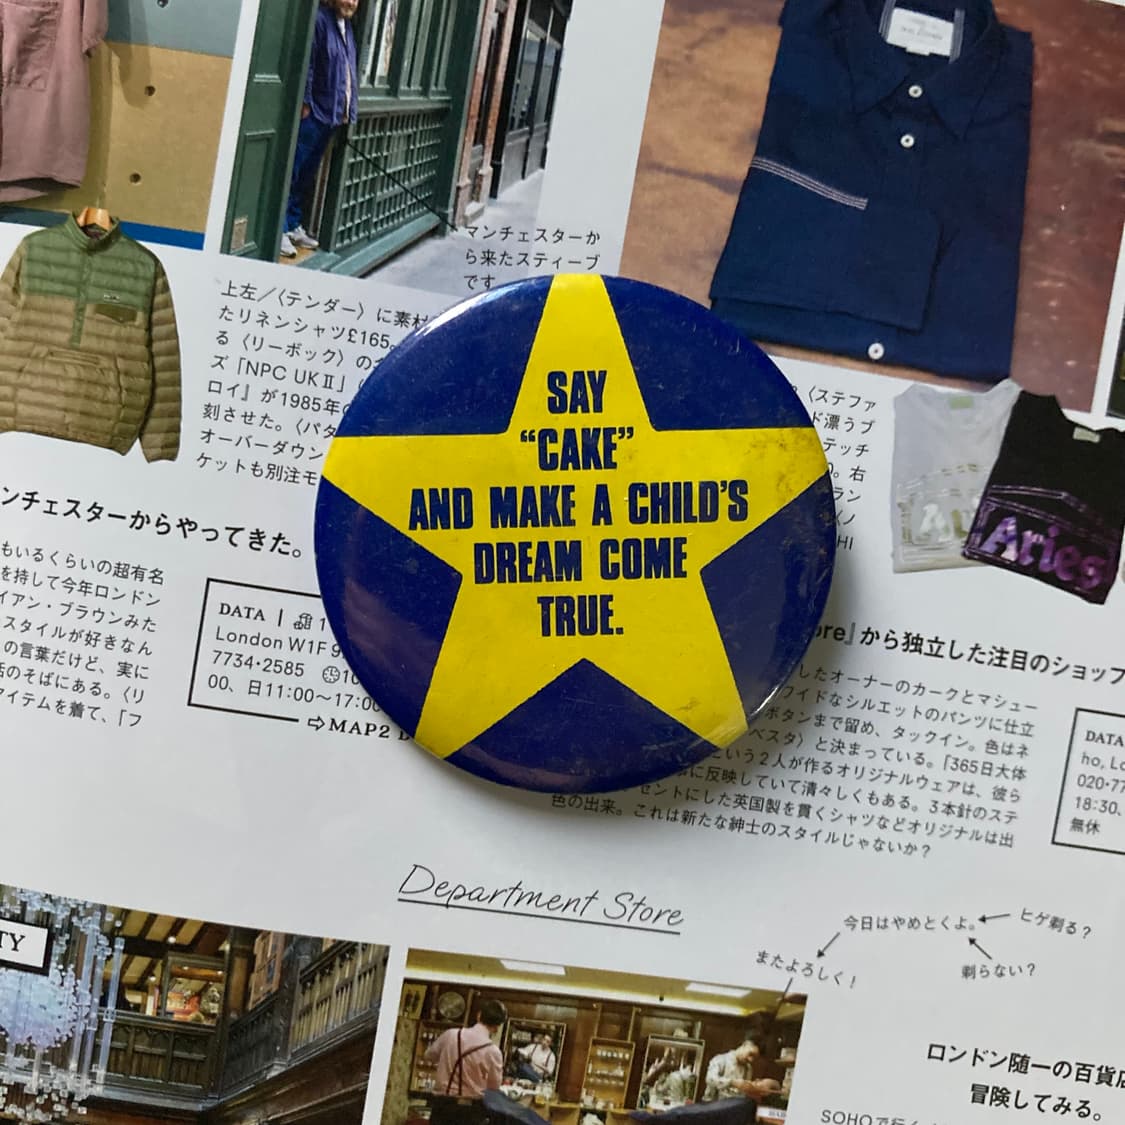 マンチェスターか
ら来たスティーブ
です
上左／〈テンダー〉に素材
たリネンシャツ£165
る〈リーボック〉の
ズ「NPC UKⅡ」
ロイ』が1985年
刻させた。〈パタ
オーバーダウン
ケットも別注モ
SAY
“CAKE”
AND MAKE A CHILD'S
DREAM COME
TRUE.
〈ステファ
ド漂うブ
テッチ
右
ラン
HI
Aries
ンチェスターからやってきた。
もいるくらいの超有名
を持して今年ロンドン
イアン・ブラウンみた
スタイルが好きなん
の言葉だけど、実に
のそばにある。〈リ
アイテムを着て、「フ
DATA
London W1F 9
7734･2585
00、日11:00〜17:00
⇨MAP2
ore』から独立した注目のショップ
したオーナーのカークとマシュー
ワイドなシルエットのパンツに仕立
ボタンまで留め、タックイン。色はネ
ベスタ〉と決まっている。「365日大体
という2人が作るオリジナルウェアは、彼ら
に反映していて清々しくもある。3本針のステ
セントにした英国製を貫くシャツなどオリジナルは出
色の出来。これは新たな紳士のスタイルじゃないか？
DATA
ho, Lo
020･77
18:30、
無休
Department Store
今日はやめとくよ。
ヒゲ剃る？
またよろしく！
剃らない？
TY
ロンドン随一の百貨店
冒険してみる。
SOHOで行く